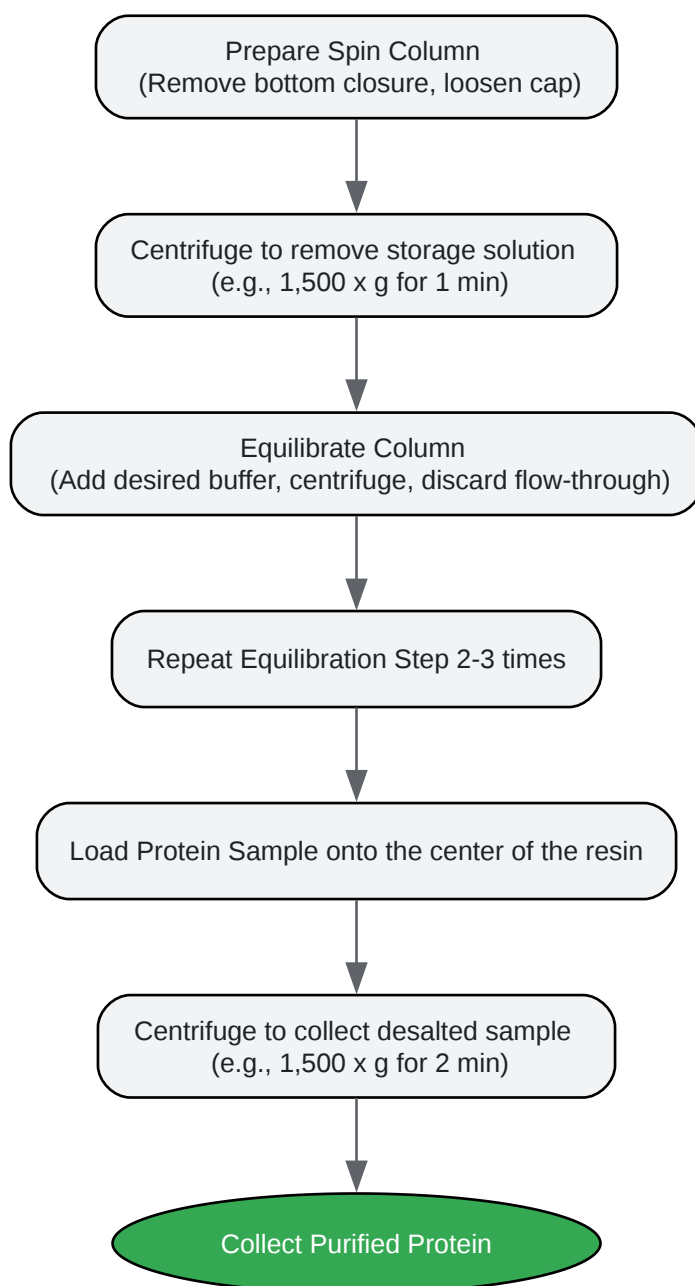 Prepare Spin Column
(Remove bottom closure, loosen cap)
Centrifuge to remove storage solution
(e.g., 1,500 x g for 1 min)
Equilibrate Column
(Add desired buffer, centrifuge, discard flow-through)
Repeat Equilibration Step 2-3 times
Load Protein Sample onto the center of the resin
Centrifuge to collect desalted sample
(e.g., 1,500 x g for 2 min)
Collect Purified Protein